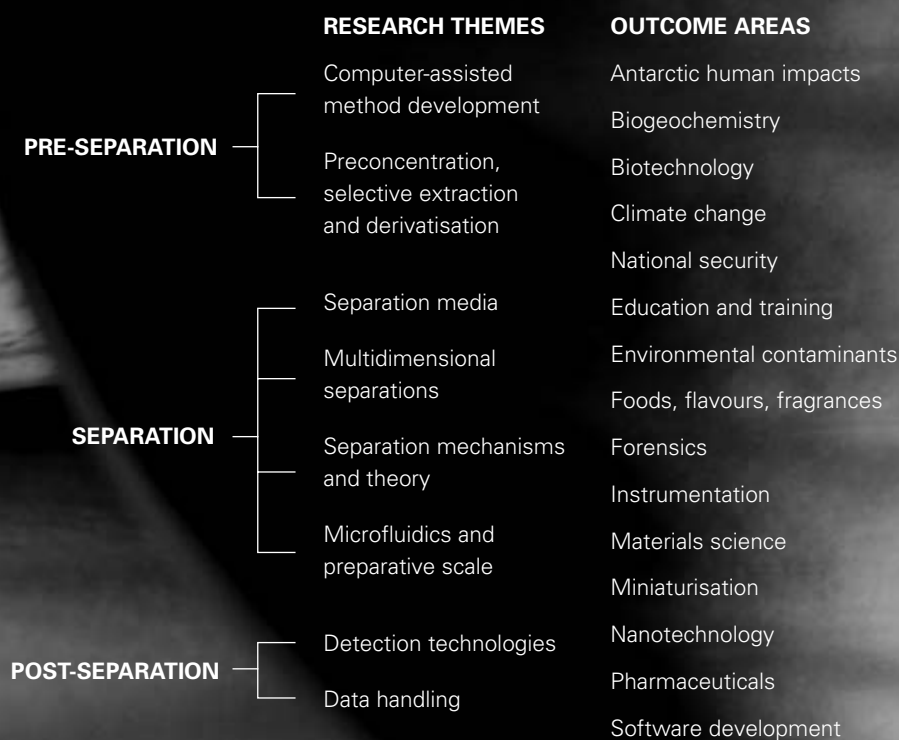 RESEARCH THEMES
OUTCOME AREAS
PRE-SEPARATION
Computer-assisted
method development
Preconcentration,
selective extraction
and derivatisation
SEPARATION
Separation media
Multidimensional
separations
Separation mechanisms
and theory
Microfluidics and
preparative scale
POST-SEPARATION
Detection technologies
Data handling
Antarctic human impacts
Biogeochemistry
Biotechnology
Climate change
National security
Education and training
Environmental contaminants
Foods, flavours, fragrances
Forensics
Instrumentation
Materials science
Miniaturisation
Nanotechnology
Pharmaceuticals
Software development